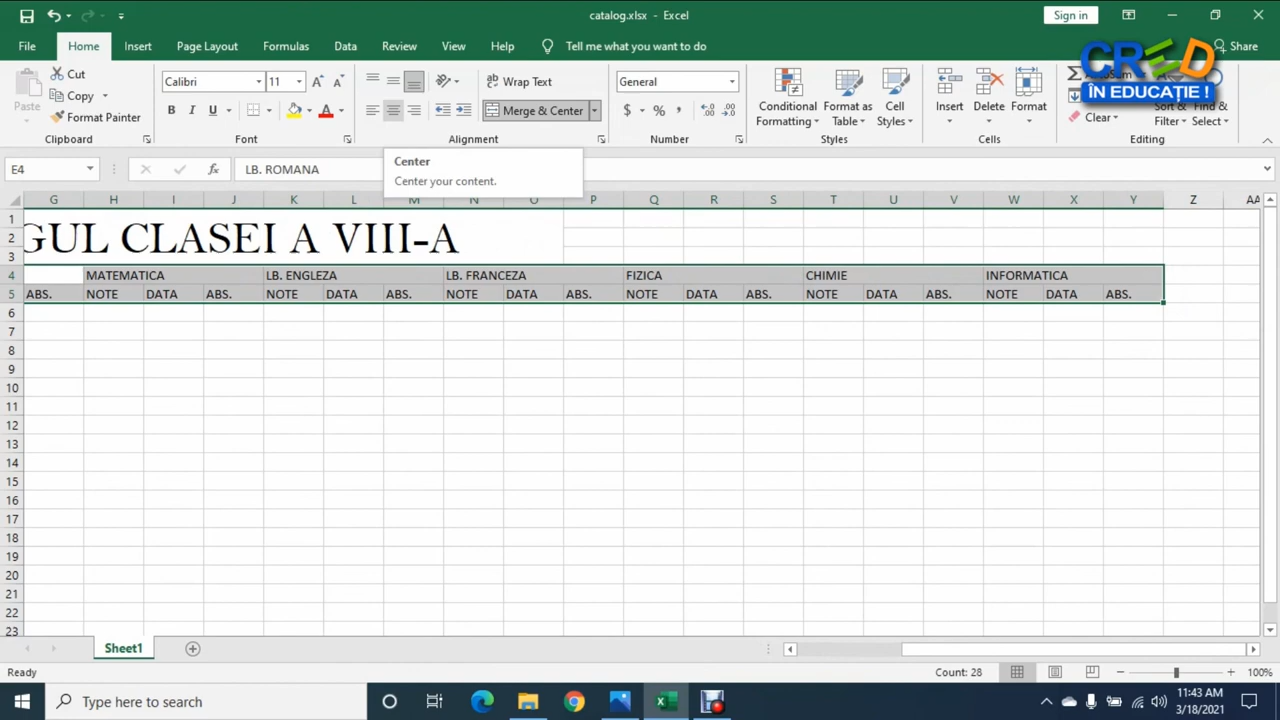 catalog.xlsx - Excel
Sign in
File Home Insert Page Layout Formulas Data Review View Help Tell me what you want to do Share
CRED
ÎN EDUCAȚIE !
Paste
Cut
Copy
Format Painter
Clipboard
Calibri 11
B I U
Font
Wrap Text
Merge & Center
Alignment
General
$ % ,
Number
Conditional Formatting
Format as Table
Cell Styles
Styles
Insert Delete Format
Cells
Clear
Sort & Filter
Find & Select
Editing
E4
fx
LB. ROMANA
Center
Center your content.
G H I J K L M N O P Q R S T U V W X Y Z AA
1
2 GUL CLASEI A VIII-A
3
4 MATEMATICA LB. ENGLEZA LB. FRANCEZA FIZICA CHIMIE INFORMATICA
5 ABS. NOTE DATA ABS. NOTE DATA ABS. NOTE DATA ABS. NOTE DATA ABS. NOTE DATA ABS. NOTE DATA ABS.
6
7
8
9
10
11
12
13
14
15
16
17
18
19
20
21
22
23
Sheet1
Ready
Count: 28
100%
Type here to search
11:43 AM
3/18/2021